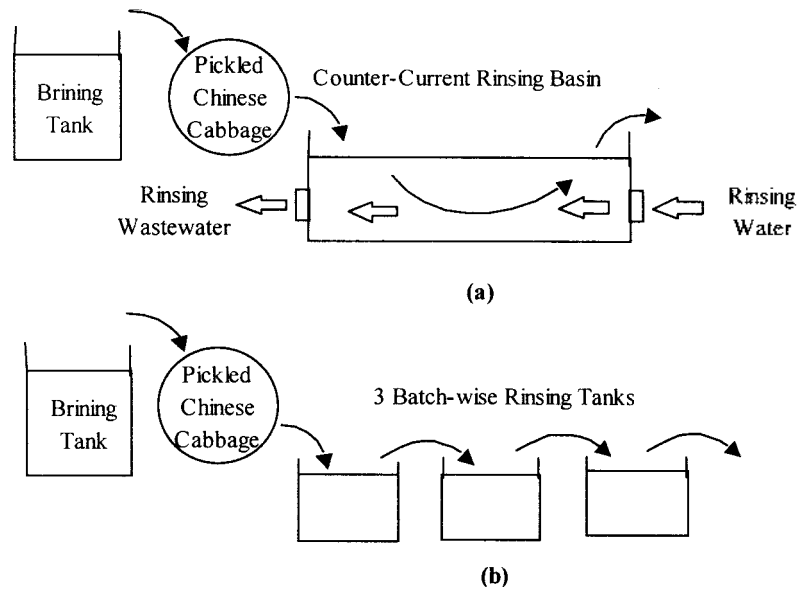 Brining
Tank
Pickled
Chinese
Cabbage
Counter-Current Rinsing Basin
Rinsing
Wastewater
Rinsing
Water
(a)
Brining
Tank
Pickled
Chinese
Cabbage
3 Batch-wise Rinsing Tanks
(b)